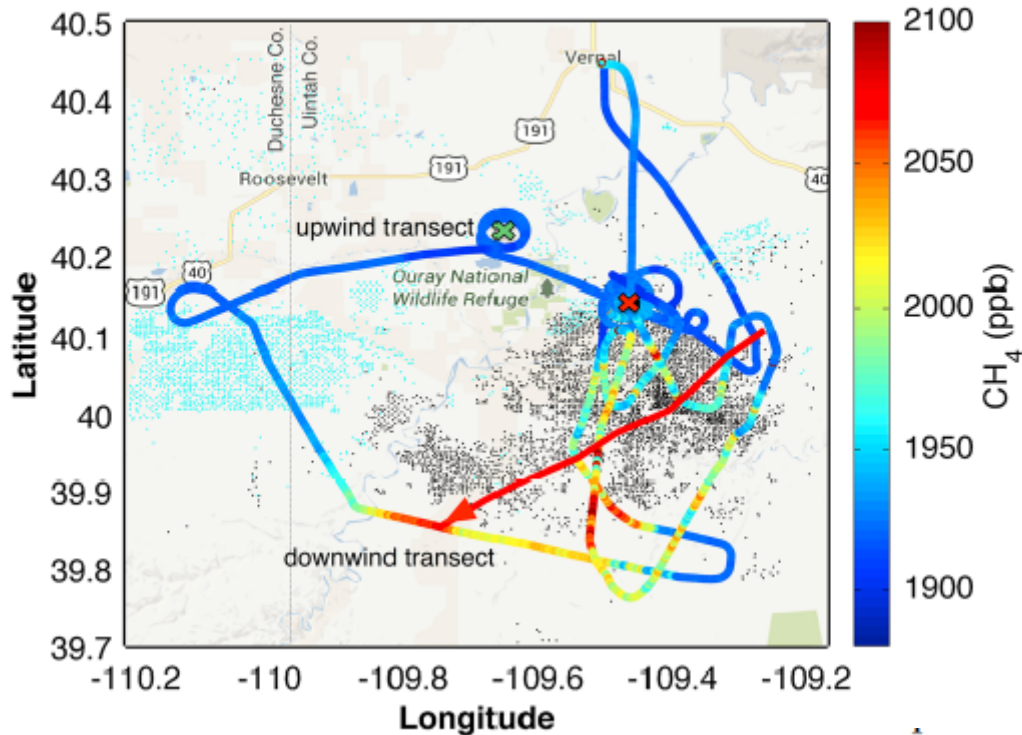 40.5
40.4
40.3
40.2
40.1
40
39.9
39.8
39.7
Latitude
-110.2
-110
-109.8
-109.6
-109.4
-109.2
Longitude
Duchesne Co.
Uintah Co.
Vernal
191
191
40
Roosevelt
upwind transect
40
191
Ouray National
Wildlife Refuge
downwind transect
2100
2050
2000
1950
1900
CH4 (ppb)